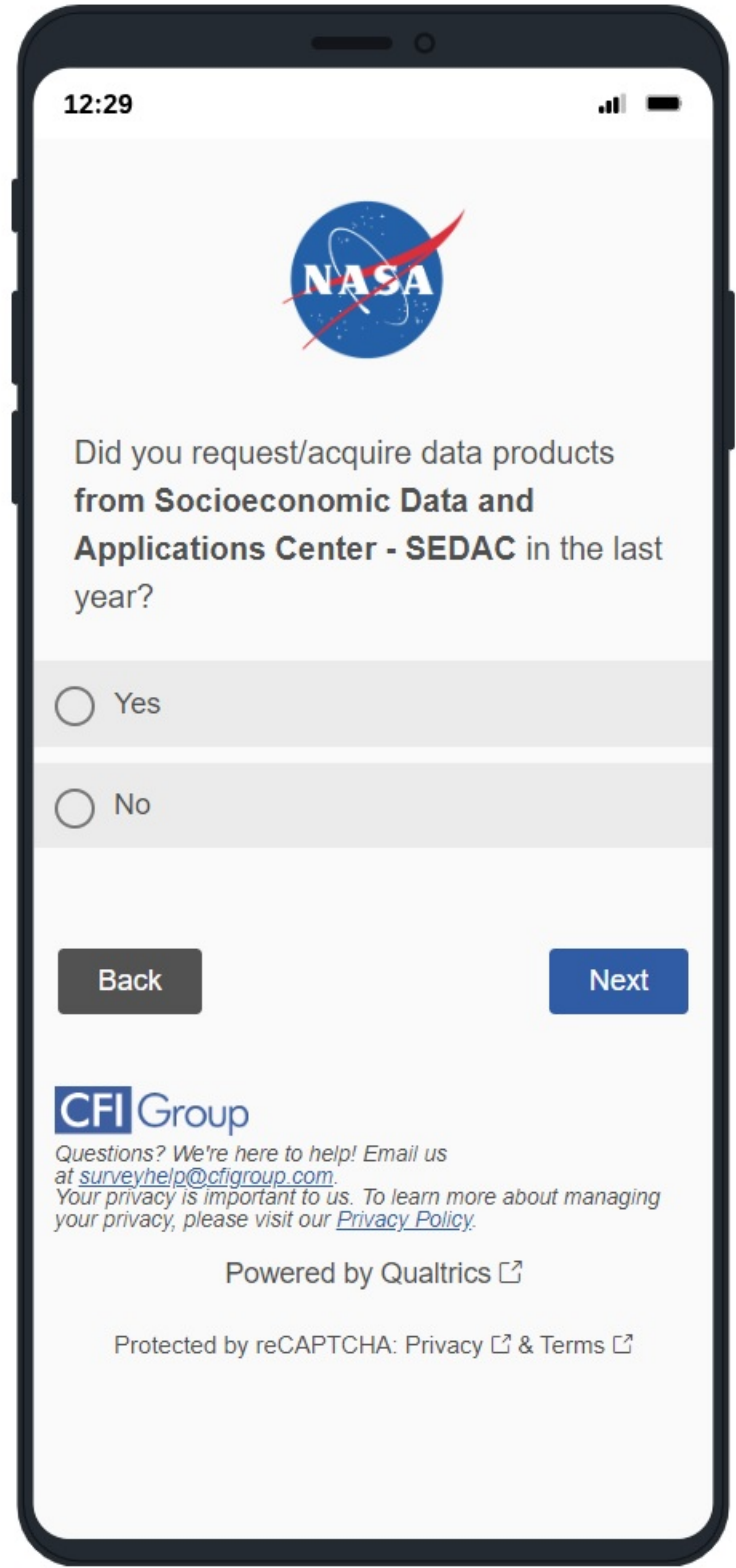 12:29
NASA
Did you request/acquire data products
from Socioeconomic Data and
Applications Center - SEDAC in the last
year?
Yes
No
Back
Next
CFI Group
Questions? We're here to help! Email us
at surveyhelp@cfigroup.com.
Your privacy is important to us. To learn more about managing
your privacy, please visit our Privacy Policy.
Powered by Qualtrics
Protected by reCAPTCHA: Privacy & Terms